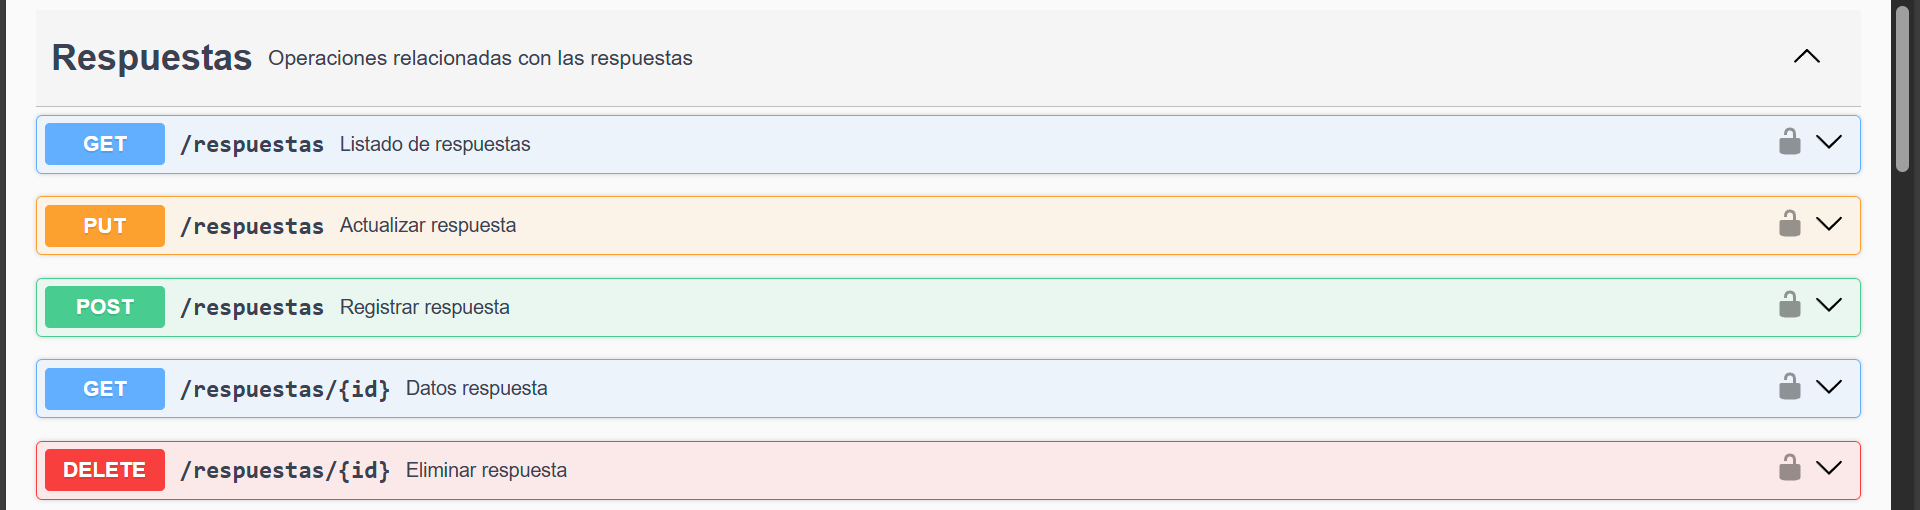 Respuestas Operaciones relacionadas con las respuestas
GET /respuestas Listado de respuestas
PUT /respuestas Actualizar respuesta
POST /respuestas Registrar respuesta
GET /respuestas/{id} Datos respuesta
DELETE /respuestas/{id} Eliminar respuesta